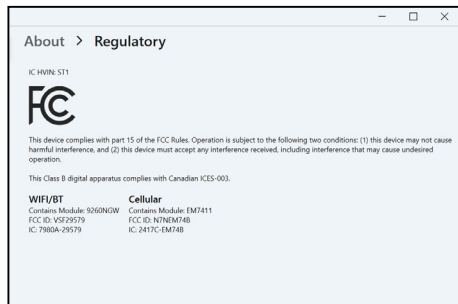 About > Regulatory
IC HVIN: ST1
FC
This device complies with part 15 of the FCC Rules. Operation is subject to the following two conditions: (1) this device may not cause
harmful interference, and (2) this device must accept any interference received, including interference that may cause undesired
operation.
This Class B digital apparatus complies with Canadian ICES-003.
WIFI/BT
Contains Module: 9260NGW
FCC ID: VSF29579
IC: 7980A-29579
Cellular
Contains Module: EM7411
FCC ID: N7NEM74B
IC: 2417C-EM74B